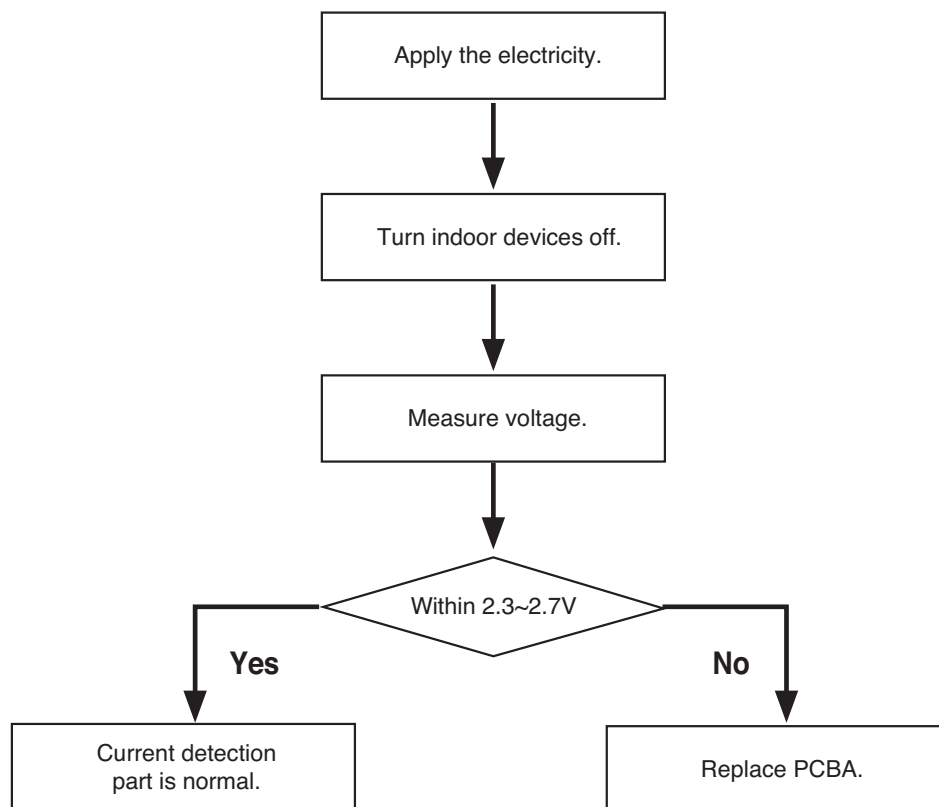 Apply the electricity.
Turn indoor devices off.
Measure voltage.
Within 2.3~2.7V
Yes
No
Current detection
part is normal.
Replace PCBA.